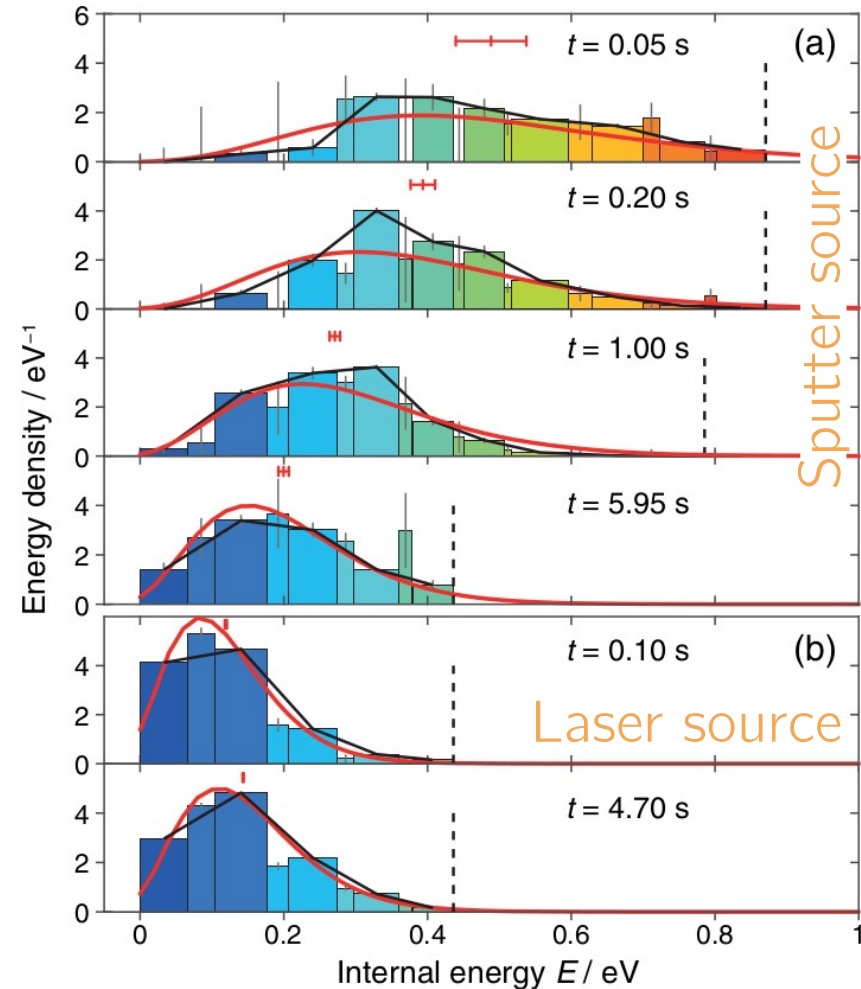 6
4
2
0
t = 0.05 s
(a)
4
2
0
t = 0.20 s
4
2
0
t = 1.00 s
4
2
0
t = 5.95 s
Sputter source
4
2
0
t = 0.10 s
(b)
Laser source
4
2
0
t = 4.70 s
0 0.2 0.4 0.6 0.8 1
Energy density / eV⁻¹
Internal energy E / eV